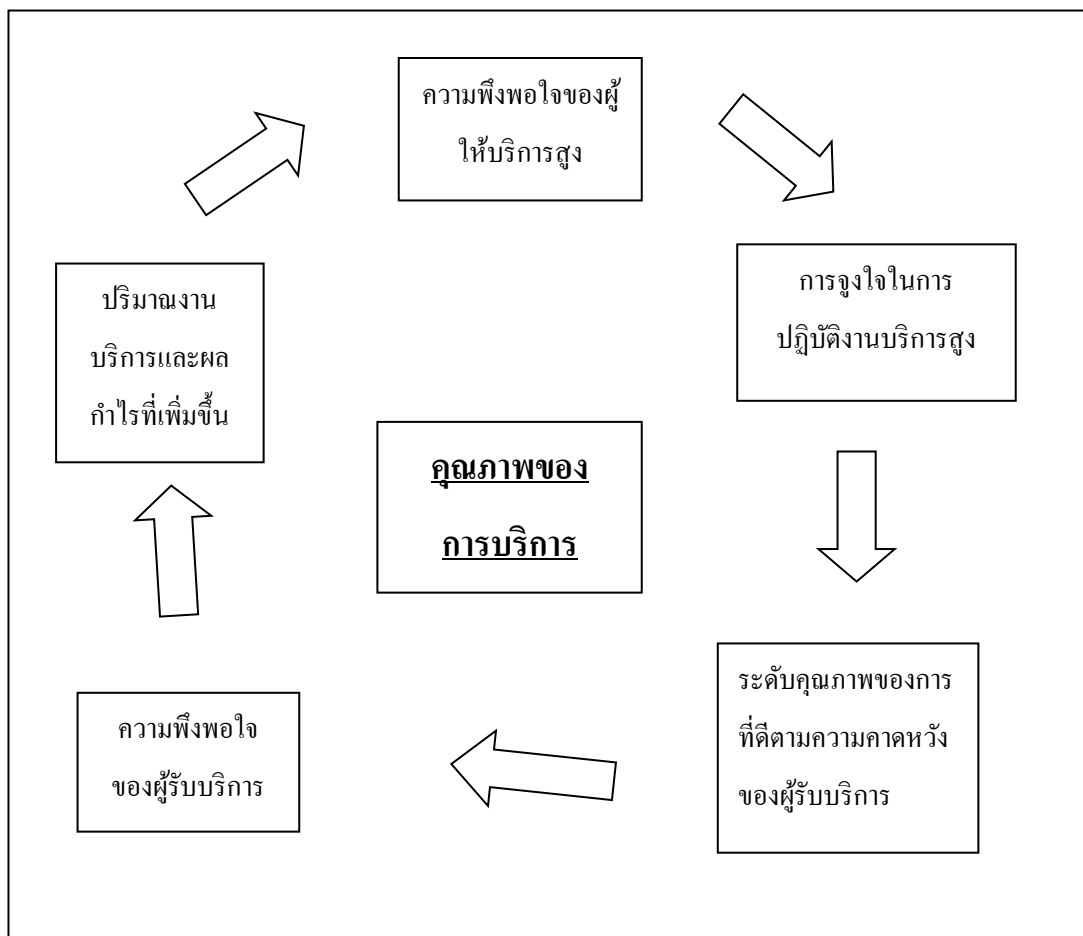 ความพึงพอใจของผู้
ให้บริการสูง
การจูงใจในการ
ปฏิบัติงานบริการสูง
ปริมาณงาน
บริการและผล
กำไรที่เพิ่มขึ้น
คุณภาพของ
การบริการ
ระดับคุณภาพของการ
ที่ดีตามความคาดหวัง
ของผู้รับบริการ
ความพึงพอใจ
ของผู้รับบริการ